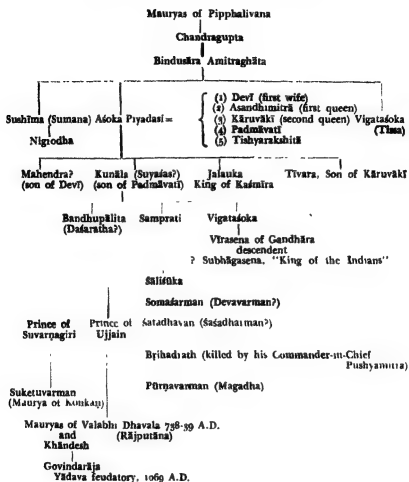 Mauryas of Pipphalivana
Chandragupta
Bindusāra Amitraghāta
Sushīma (Sumana) Aśoka Piyadasi =
(1) Devī (first wife)
(2) Asandhimitrā (first queen)
(3) Kāruvākī (second queen)
(4) Padmāvatī
(5) Tishyarakshitā
Vigataśoka
(Tissa)
Nigrodha
Mahendra?
(son of Devī)
Kunāla (Suyaśas?)
(son of Padmāvatī)
Jalauka
King of Kaśmīra
Tīvara, Son of Kāruvākī
Bandhupālita
(Daśaratha?)
Samprati
Vigataśoka
Vīrasena of Gandhāra
descendent
? Subhāgasena, "King of the Indians"
Śāliśūka
Somaśarman (Devavarman?)
Prince of
Suvarṇagiri
Prince of
Ujjain
Śatadhavan (Śaśadharman?)
Bṛihadrath (killed by his Commander-in-Chief
Pushyamitra)
Suketuvarman
(Maurya of Konkaṇ)
Pūrṇavarman (Magadha)
Mauryas of Valabhi
and
Khāndesh
Dhavala 738-39 A.D.
(Rājputāna)
Govindarāja
Yādava feudatory, 1069 A.D.